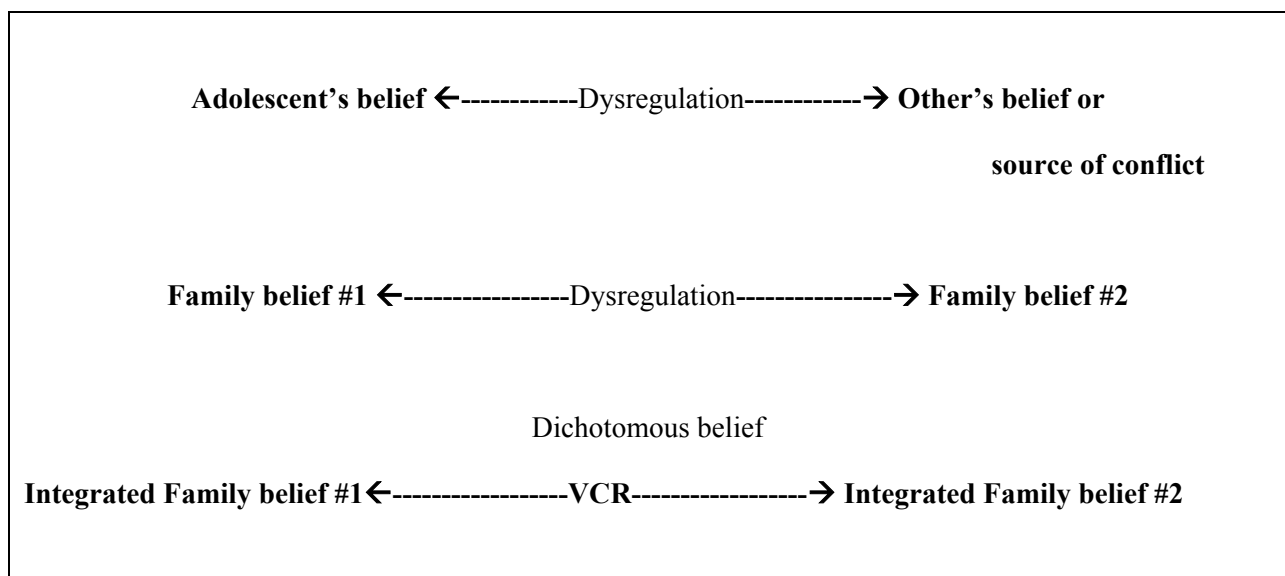 Adolescent’s belief ←------------Dysregulation------------→ Other’s belief or
source of conflict
Family belief #1 ←-----------------Dysregulation----------------→ Family belief #2
Dichotomous belief
Integrated Family belief #1←------------------VCR------------------→ Integrated Family belief #2